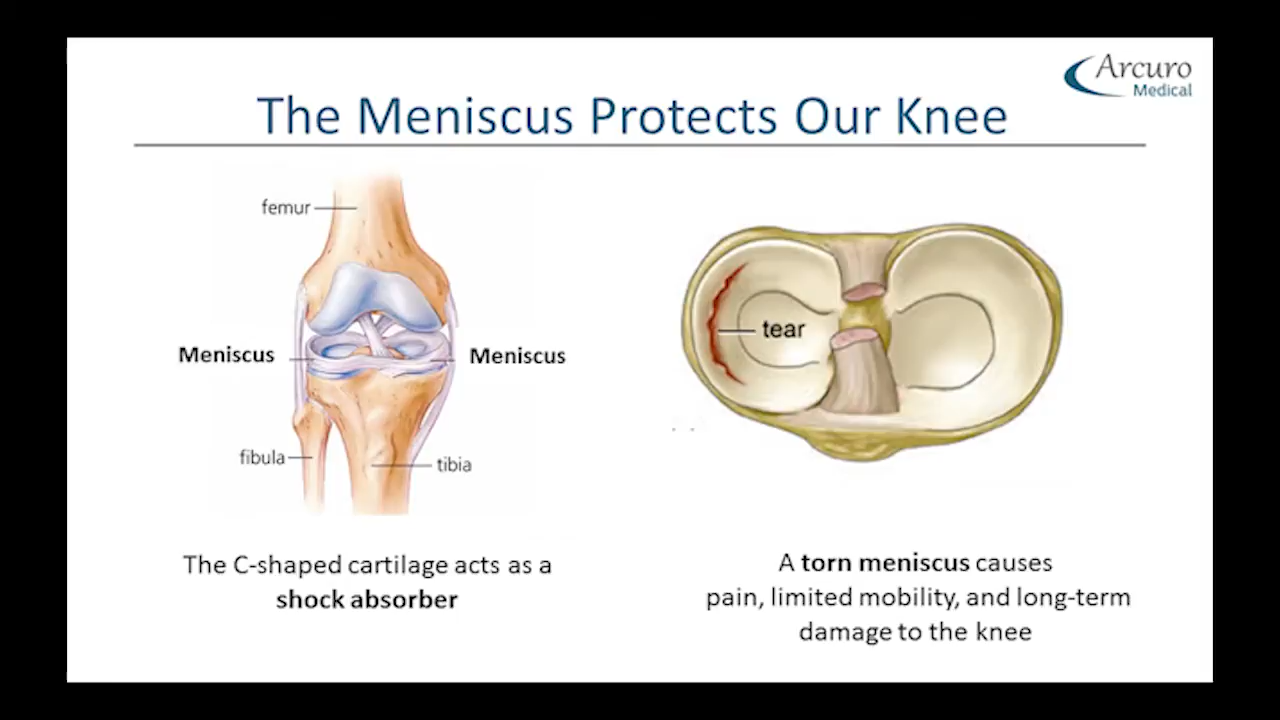 Arcuro
Medical
The Meniscus Protects Our Knee
femur
Meniscus
Meniscus
fibula
tibia
tear
The C-shaped cartilage acts as a
shock absorber
A torn meniscus causes
pain, limited mobility, and long-term
damage to the knee